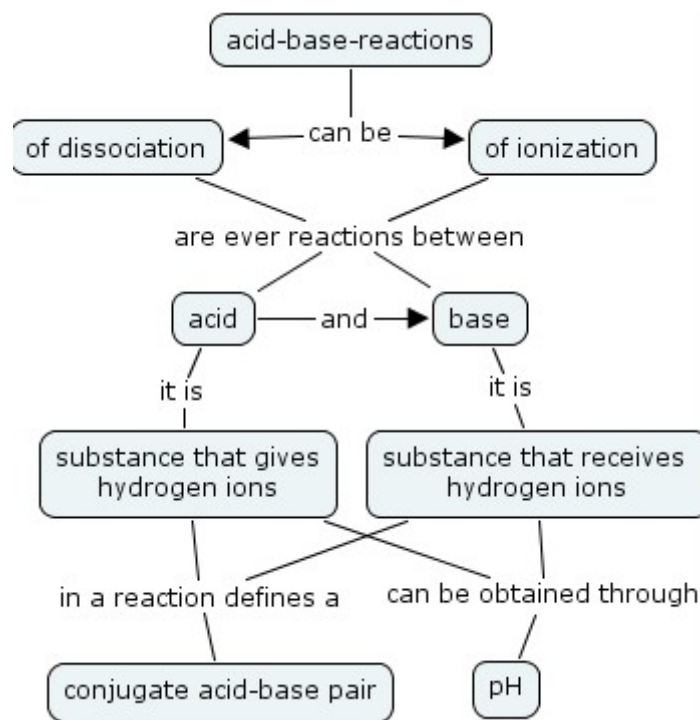 acid-base-reactions
can be
of dissociation
of ionization
are ever reactions between
acid
and
base
it is
it is
substance that gives
hydrogen ions
substance that receives
hydrogen ions
in a reaction defines a
can be obtained through
conjugate acid-base pair
pH